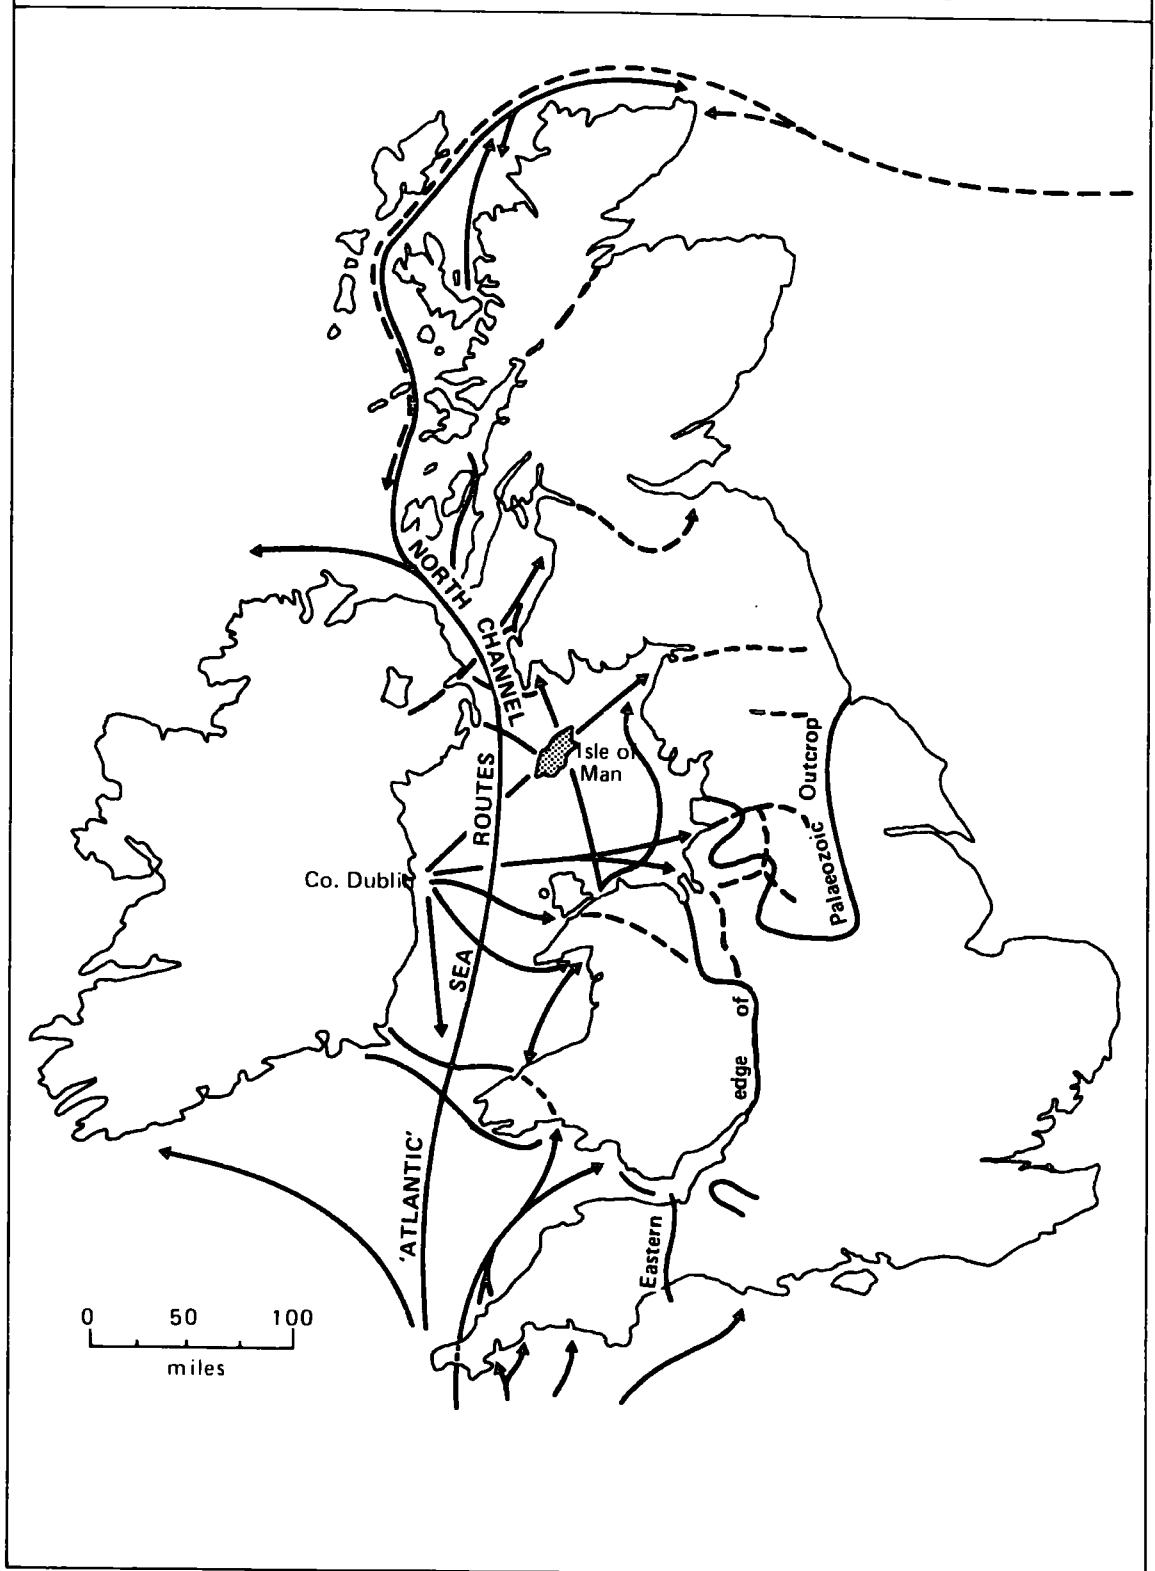 NORTH CHANNEL
Isle of
Man
ROUTES
Outcrop
Palaeozoic
Co. Dublin
SEA
of
edge
'ATLANTIC'
Eastern
0 50 100
miles